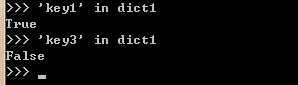 >>> 'key1' in dict1
True
>>> 'key3' in dict1
False
>>> _